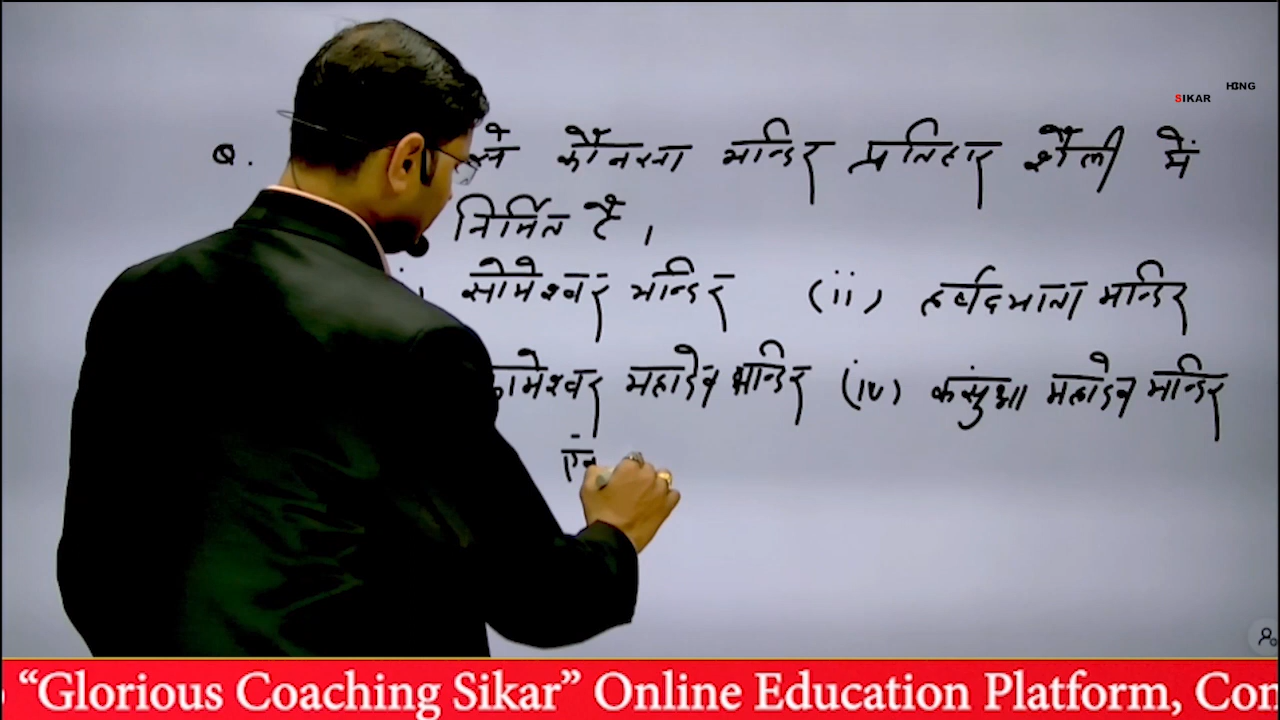 SIKAR
Q. से कौनसा मन्दिर प्रतिहार शैली में
निर्मित है ।
सोमेश्वर मन्दिर (ii) हर्षदमाता मन्दिर
कामेश्वर महादेव मन्दिर (iv) कंसुआ महादेव मन्दिर
“Glorious Coaching Sikar” Online Education Platform, Con